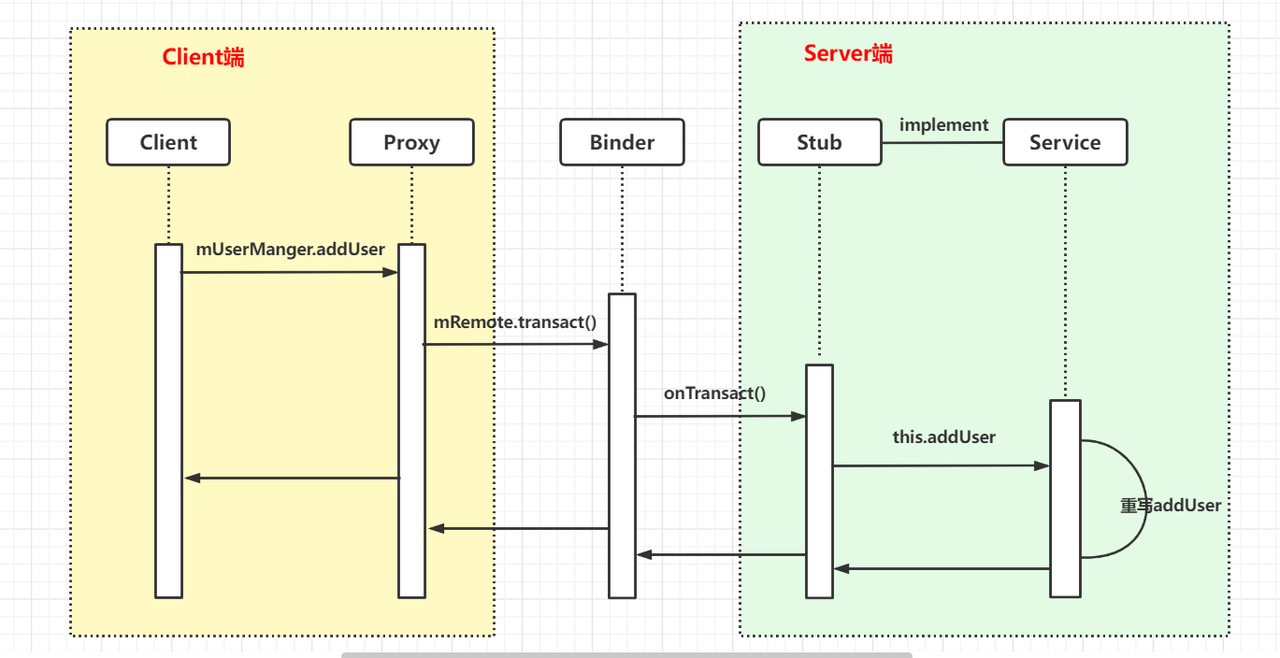 Client端
Server端
Client
Proxy
Binder
Stub
implement
Service
mUserManger.addUser
mRemote.transact()
onTransact()
this.addUser
重写addUser